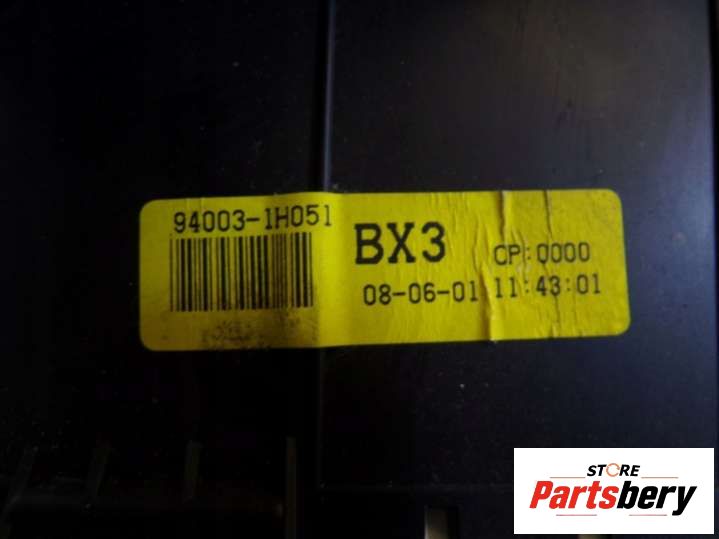 94003-1H051
BX3
CP:0000
08-06-01 11:43:01
STORE
Partsbery